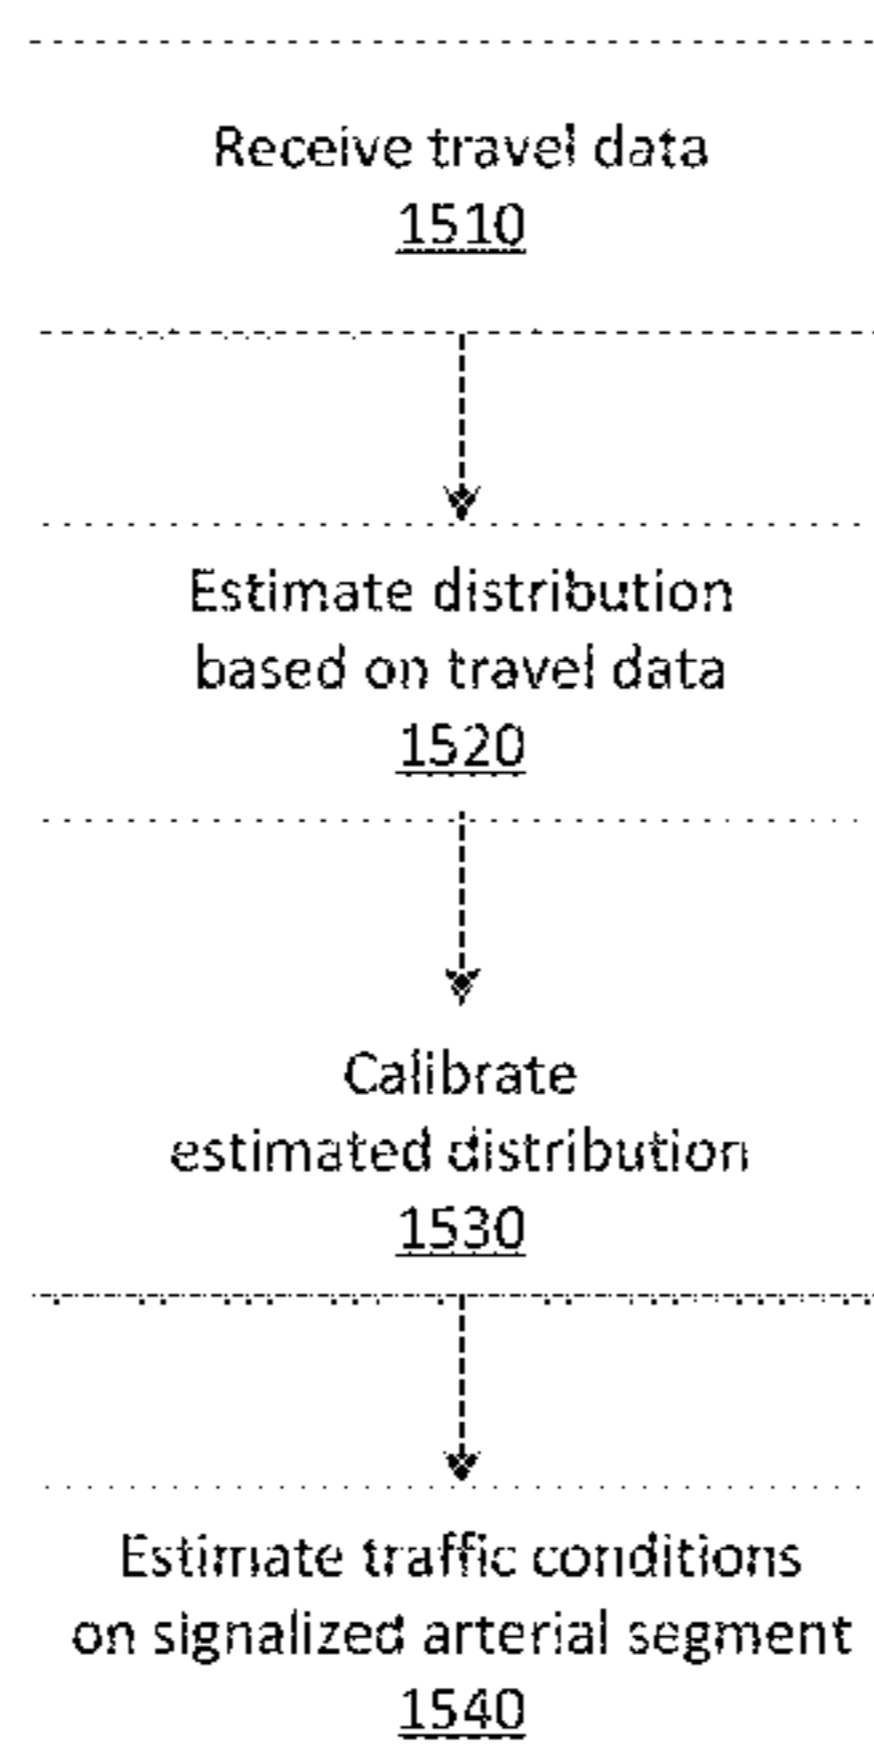 Receive travel data
1510
Estimate distribution
based on travel data
1520
Calibrate
estimated distribution
1530
Estimate traffic conditions
on signalized arterial segment
1540